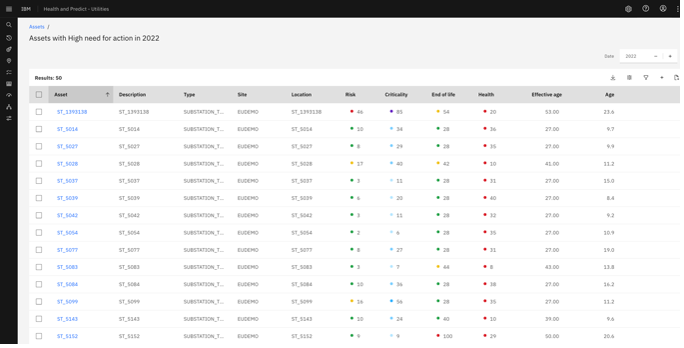 IBM Health and Predict - Utilities
Assets /
Assets with High need for action in 2022
Date 2022 − +
Results: 50
Asset Description Type Site Location Risk Criticality End of life Health Effective age Age
ST_1393138 ST_1393138 SUBSTATION_T... EUDEMO ST_1393138 46 85 54 20 53.00 23.6
ST_5014 ST_5014 SUBSTATION_T... EUDEMO ST_5014 10 34 28 36 27.00 9.7
ST_5027 ST_5027 SUBSTATION_T... EUDEMO ST_5027 8 29 28 35 27.00 9.9
ST_5028 ST_5028 SUBSTATION_T... EUDEMO ST_5028 17 40 42 10 41.00 11.2
ST_5037 ST_5037 SUBSTATION_T... EUDEMO ST_5037 3 11 28 31 27.00 15.0
ST_5039 ST_5039 SUBSTATION_T... EUDEMO ST_5039 6 20 28 40 27.00 8.4
ST_5042 ST_5042 SUBSTATION_T... EUDEMO ST_5042 3 11 28 32 27.00 9.2
ST_5054 ST_5054 SUBSTATION_T... EUDEMO ST_5054 2 6 28 35 27.00 10.9
ST_5077 ST_5077 SUBSTATION_T... EUDEMO ST_5077 8 27 28 31 27.00 19.0
ST_5083 ST_5083 SUBSTATION_T... EUDEMO ST_5083 3 7 44 8 43.00 13.8
ST_5084 ST_5084 SUBSTATION_T... EUDEMO ST_5084 10 36 28 38 27.00 16.2
ST_5099 ST_5099 SUBSTATION_T... EUDEMO ST_5099 16 56 28 35 27.00 11.2
ST_5143 ST_5143 SUBSTATION_T... EUDEMO ST_5143 10 24 40 10 39.00 9.6
ST_5152 ST_5152 SUBSTATION_T... EUDEMO ST_5152 9 9 100 29 50.00 20.6